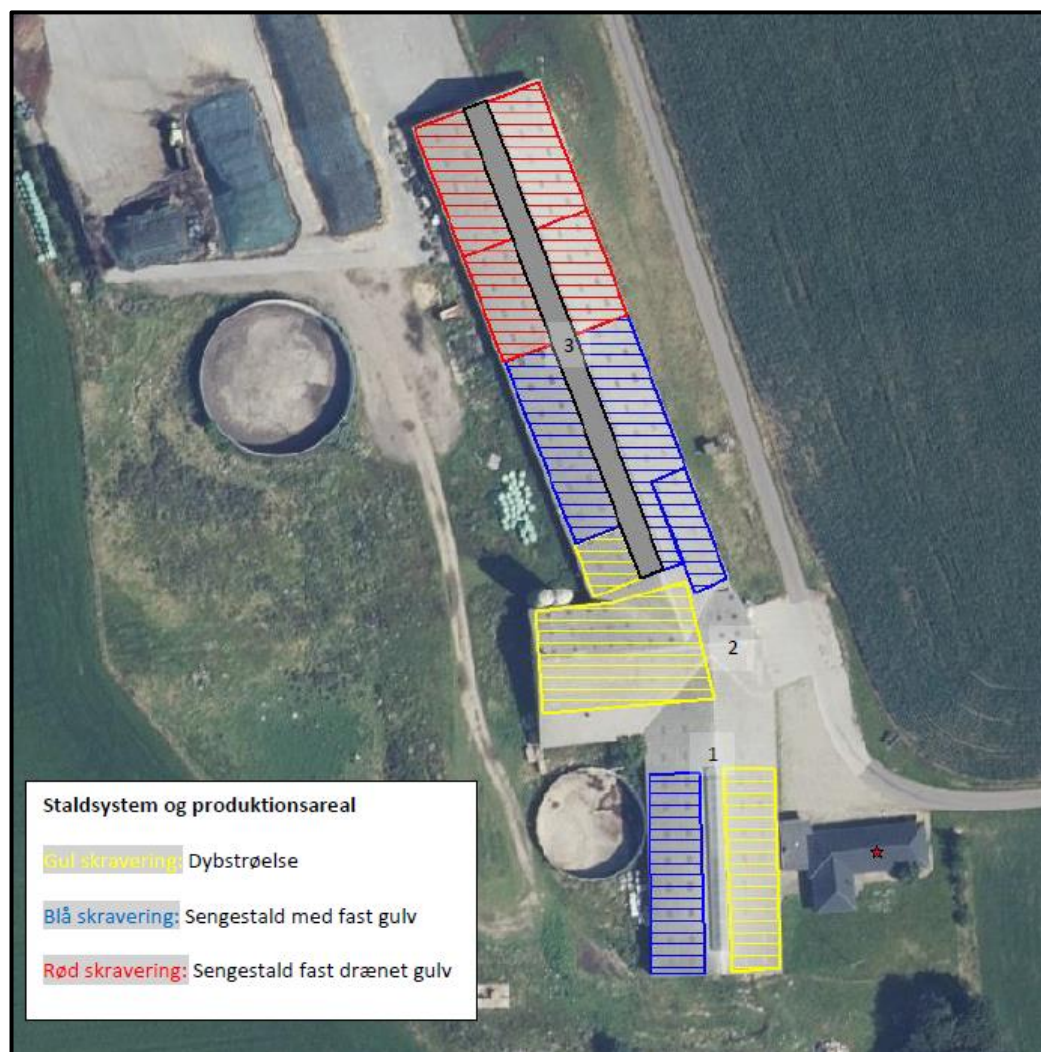 3
2
1
Staldsystem og produktionsareal
Gul skravering: Dybstrøelse
Blå skravering: Sengestald med fast gulv
Rød skravering: Sengestald fast drænet gulv